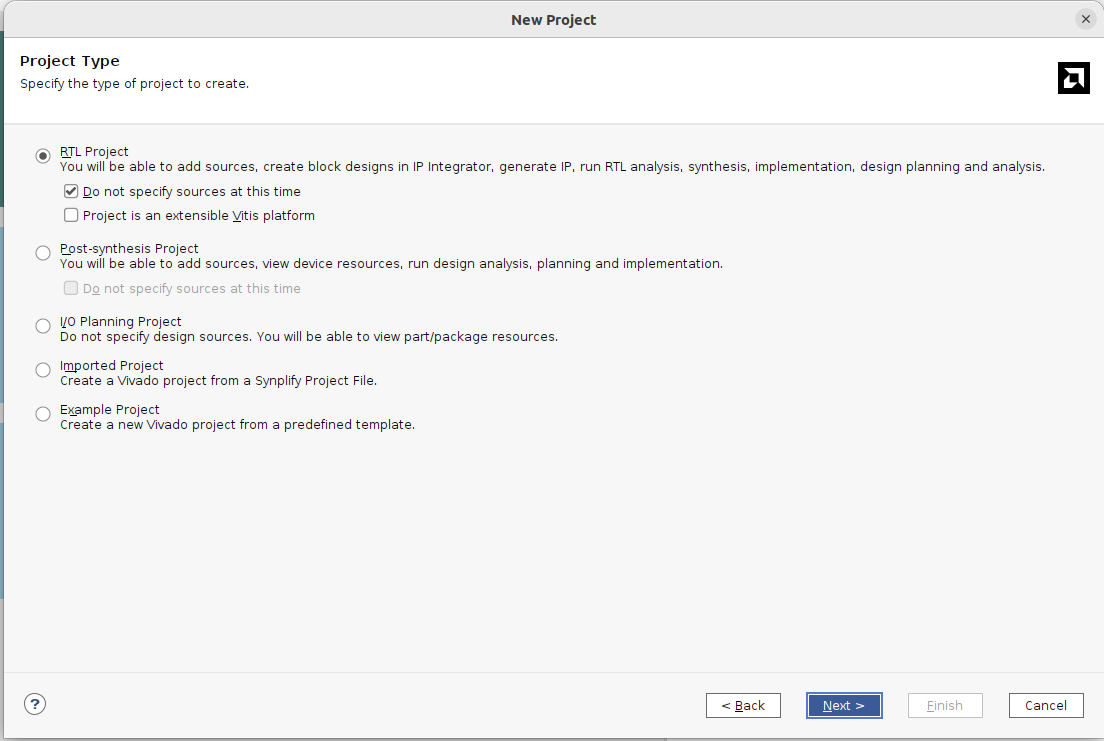 New Project
Project Type
Specify the type of project to create.
RTL Project
You will be able to add sources, create block designs in IP Integrator, generate IP, run RTL analysis, synthesis, implementation, design planning and analysis.
Do not specify sources at this time
Project is an extensible Vitis platform
Post-synthesis Project
You will be able to add sources, view device resources, run design analysis, planning and implementation.
Do not specify sources at this time
I/O Planning Project
Do not specify design sources. You will be able to view part/package resources.
Imported Project
Create a Vivado project from a Synplify Project File.
Example Project
Create a new Vivado project from a predefined template.
? < Back Next > Finish Cancel